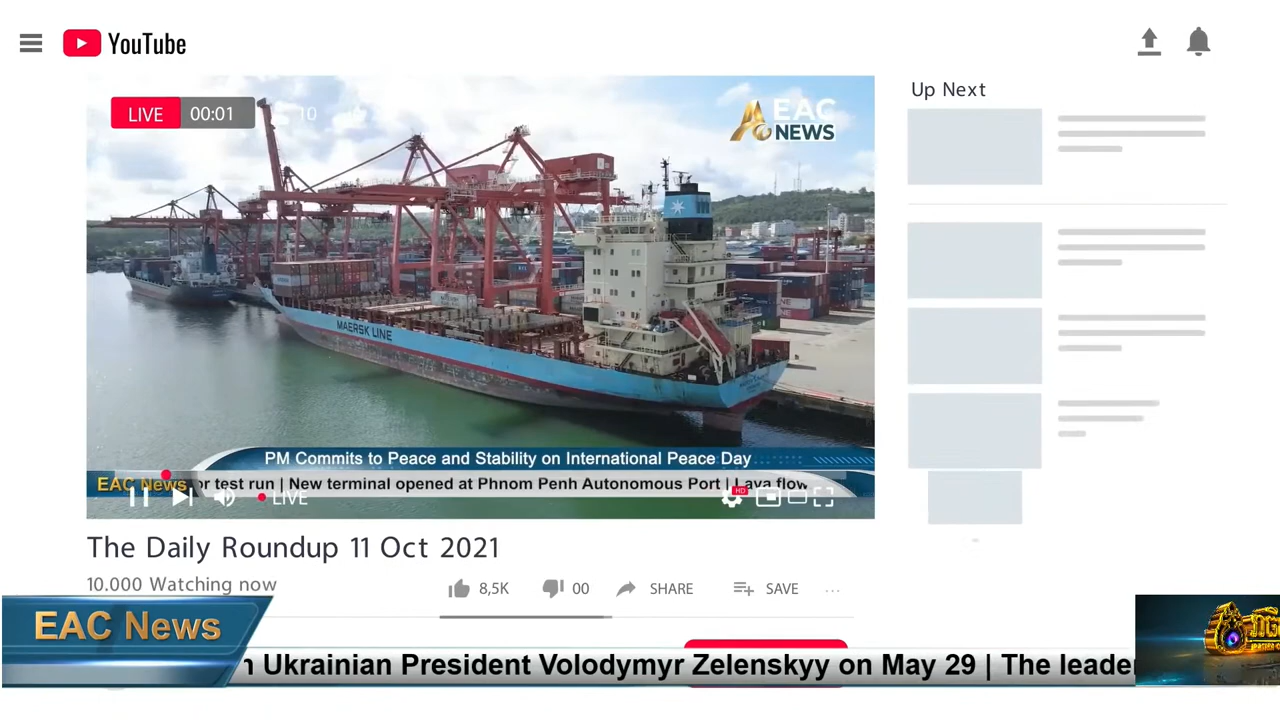 YouTube
LIVE 00:01
EAC
NEWS
Up Next
MAERSK LINE
PM Commits to Peace and Stability on International Peace Day
EAC News
or test run | New terminal opened at Phnom Penh Autonomous Port | Lava flow
LIVE
HD
The Daily Roundup 11 Oct 2021
10.000 Watching now
8,5K 00 SHARE SAVE ...
EAC News
n Ukrainian President Volodymyr Zelenskyy on May 29 | The leade